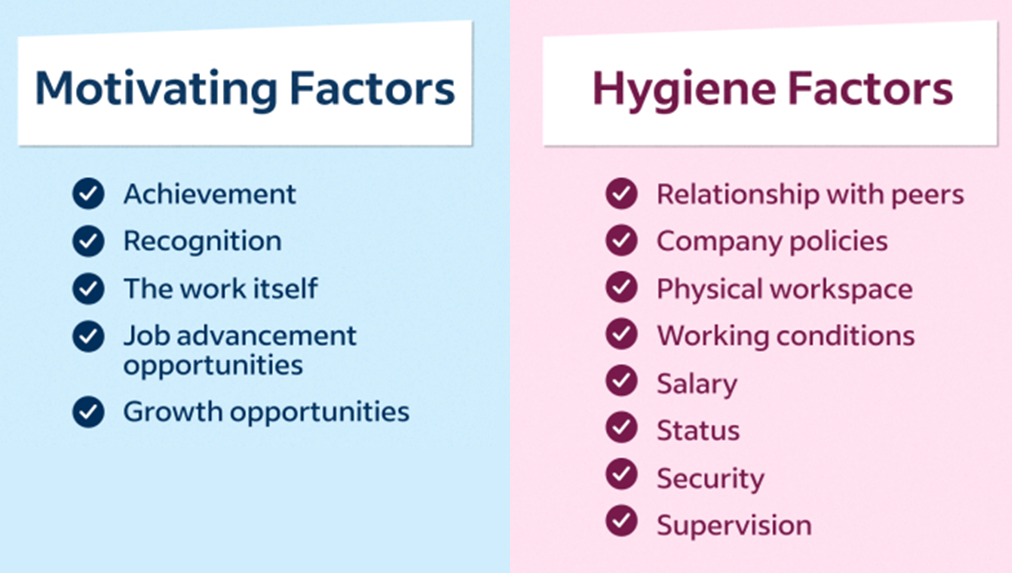 Motivating Factors
Achievement
Recognition
The work itself
Job advancement
opportunities
Growth opportunities
Hygiene Factors
Relationship with peers
Company policies
Physical workspace
Working conditions
Salary
Status
Security
Supervision